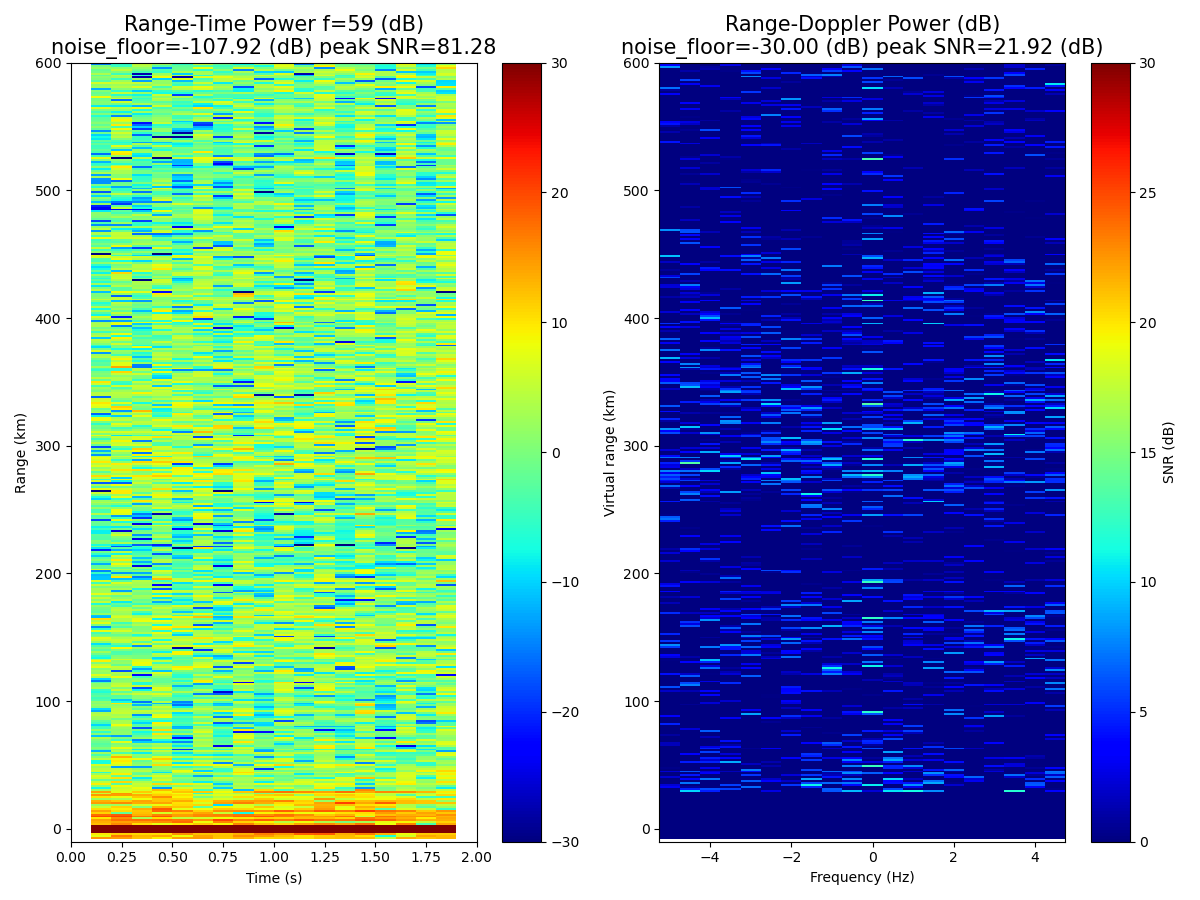 Range-Time Power f=59 (dB)
noise_floor=-107.92 (dB) peak SNR=81.28
600
500
400
300
200
100
0
Range (km)
0.00 0.25 0.50 0.75 1.00 1.25 1.50 1.75 2.00
Time (s)
30
20
10
0
−10
−20
−30
Range-Doppler Power (dB)
noise_floor=-30.00 (dB) peak SNR=21.92 (dB)
600
500
400
300
200
100
0
Virtual range (km)
−4 −2 0 2 4
Frequency (Hz)
30
25
20
15
10
5
0
SNR (dB)